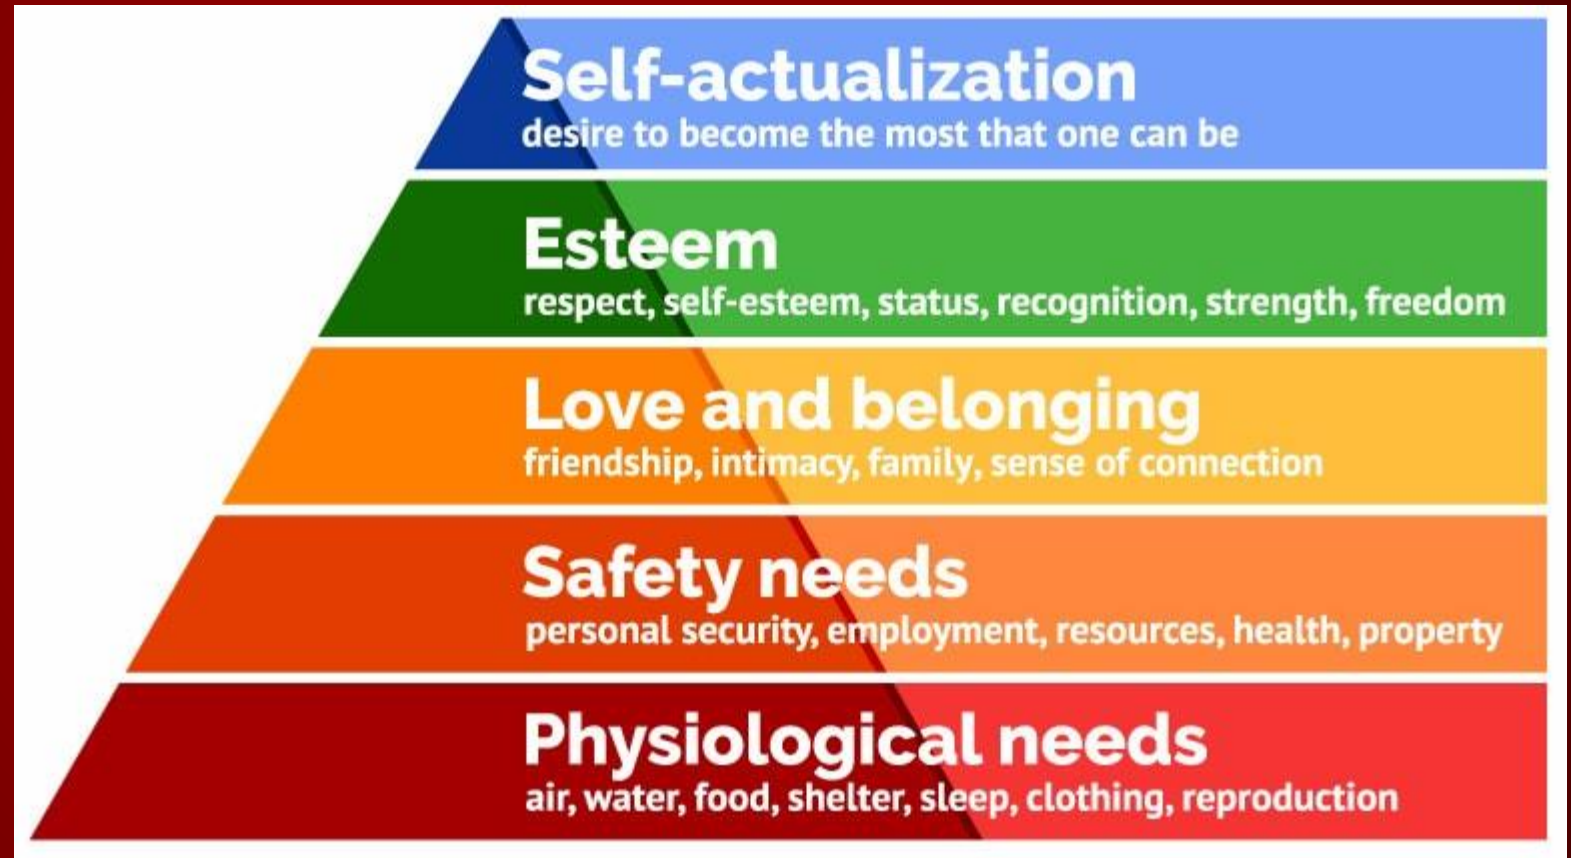 Self-actualization
desire to become the most that one can be
Esteem
respect, self-esteem, status, recognition, strength, freedom
Love and belonging
friendship, intimacy, family, sense of connection
Safety needs
personal security, employment, resources, health, property
Physiological needs
air, water, food, shelter, sleep, clothing, reproduction